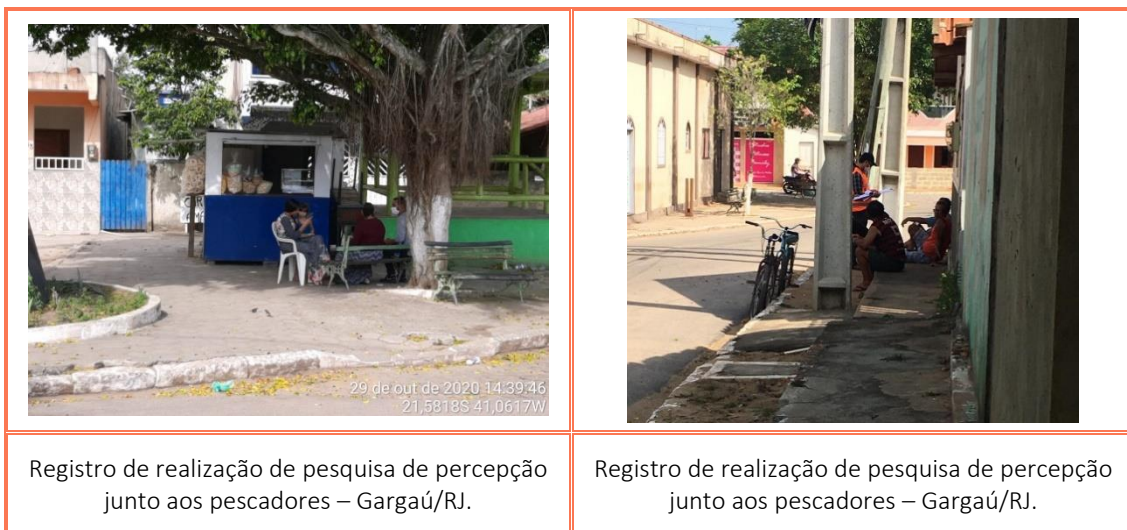 29 de out de 2020 14:39:46
21,5818S 41,0617W
Registro de realização de pesquisa de percepção
junto aos pescadores – Gargaú/RJ.
Registro de realização de pesquisa de percepção
junto aos pescadores – Gargaú/RJ.